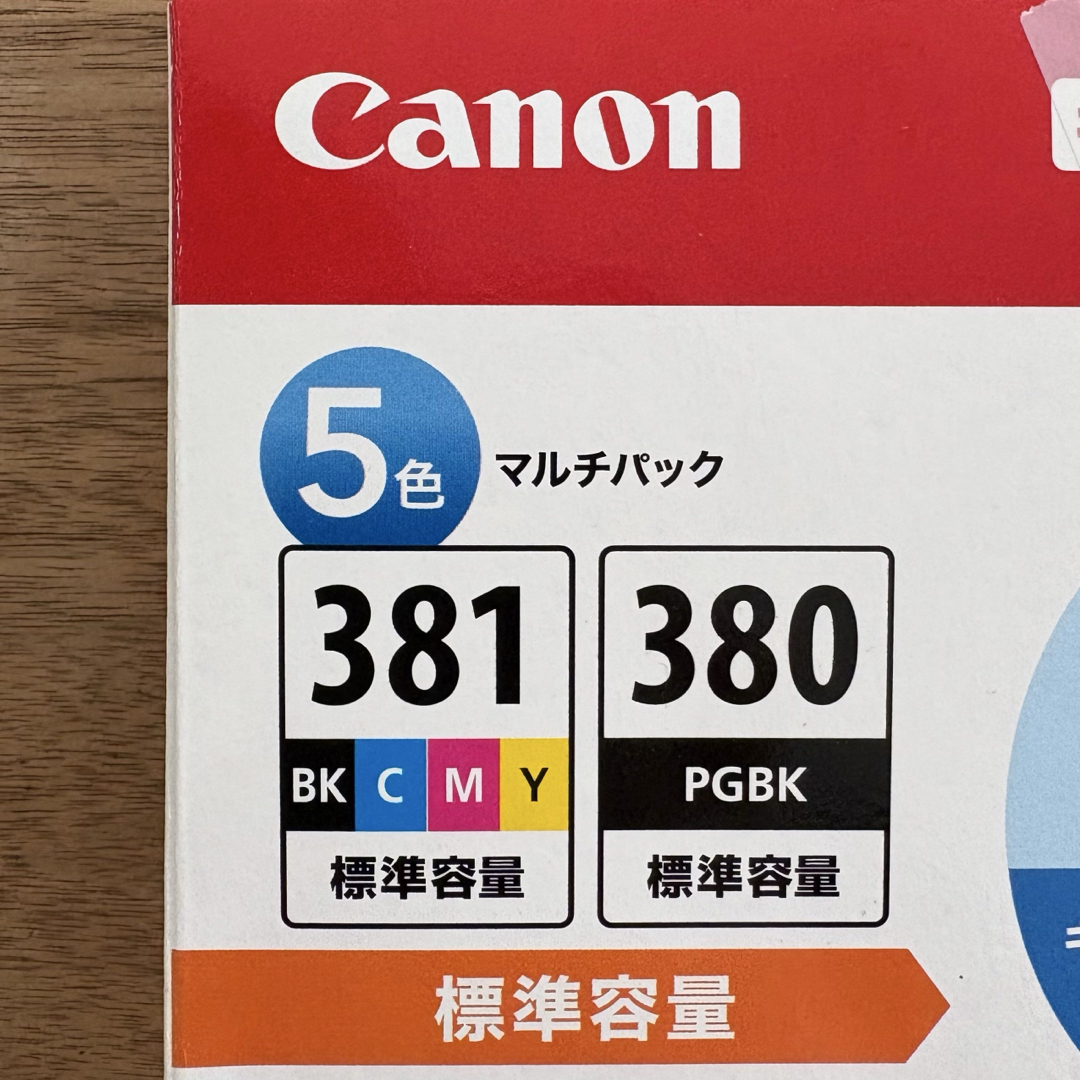 Canon
5色 マルチパック
381 380
BK C M Y PGBK
標準容量 標準容量
標準容量